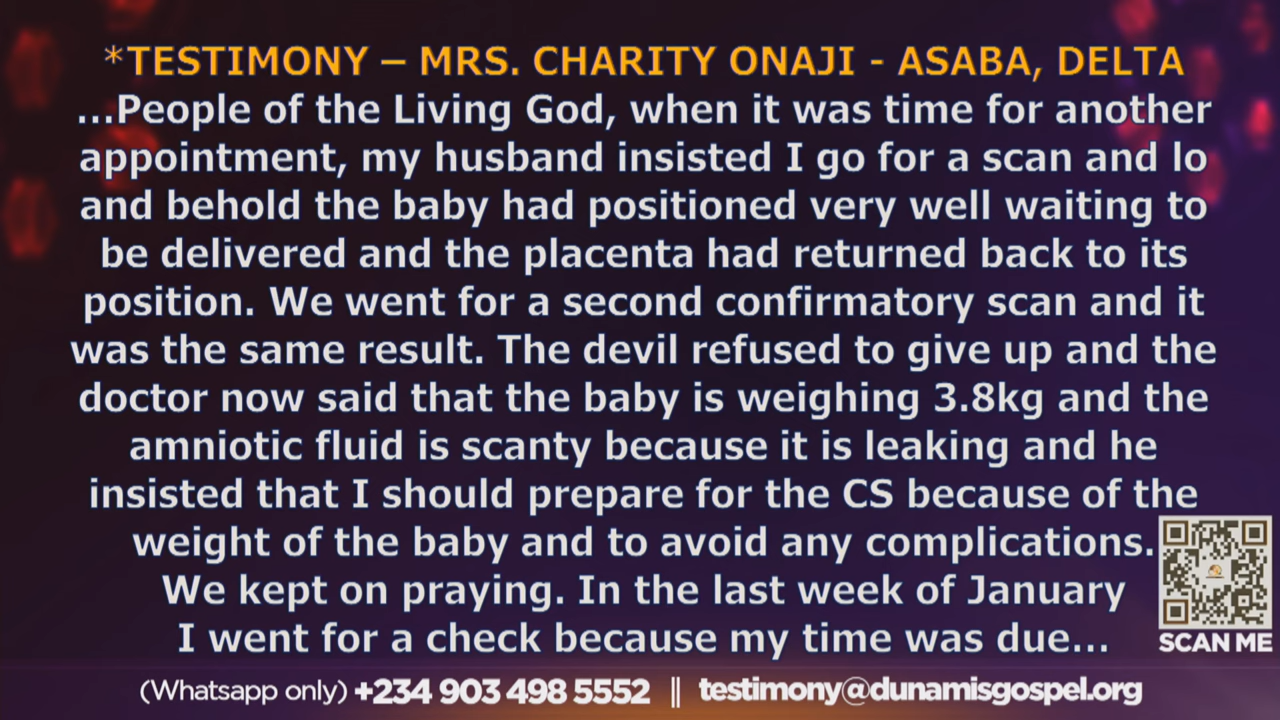 *TESTIMONY – MRS. CHARITY ONAJI - ASABA, DELTA
...People of the Living God, when it was time for another
appointment, my husband insisted I go for a scan and lo
and behold the baby had positioned very well waiting to
be delivered and the placenta had returned back to its
position. We went for a second confirmatory scan and it
was the same result. The devil refused to give up and the
doctor now said that the baby is weighing 3.8kg and the
amniotic fluid is scanty because it is leaking and he
insisted that I should prepare for the CS because of the
weight of the baby and to avoid any complications.
We kept on praying. In the last week of January
I went for a check because my time was due...
SCAN ME
(Whatsapp only) +234 903 498 5552 || testimony@dunamisgospel.org